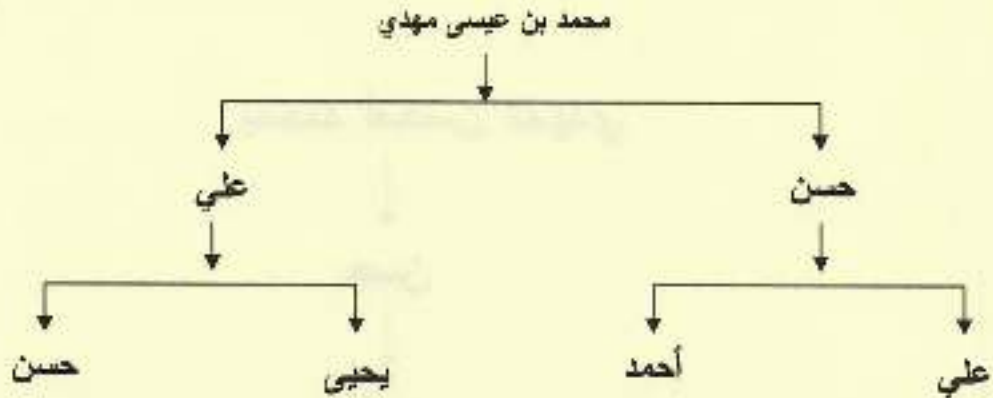 محمد بن عيسى مهدي
حسن
علي
علي
أحمد
يحيى
حسن